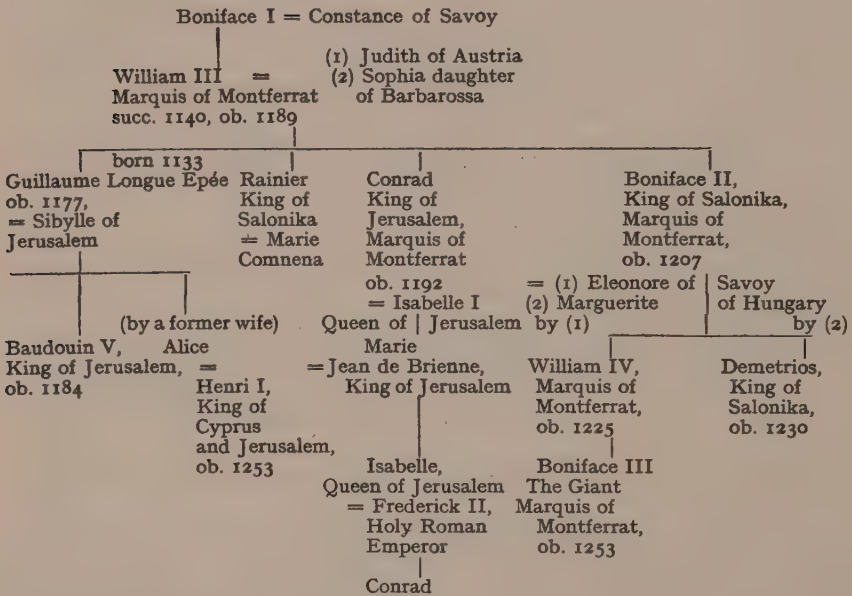 Boniface I = Constance of Savoy
(1) Judith of Austria
William III = (2) Sophia daughter
Marquis of Montferrat of Barbarossa
succ. 1140, ob. 1189
born 1133
Guillaume Longue Epée Rainier Conrad Boniface II,
ob. 1177, King of King of King of Salonika,
= Sibylle of Salonika Jerusalem, Marquis of
Jerusalem = Marie Marquis of Montferrat,
Comnena Montferrat ob. 1207
ob. 1192 = (1) Eleonore of Savoy
= Isabelle I (2) Marguerite of Hungary
(by a former wife) Queen of Jerusalem by (1) by (2)
Baudouin V, Alice Marie
King of Jerusalem, = = Jean de Brienne, William IV, Demetrios,
ob. 1184 Henri I, King of Jerusalem Marquis of King of
King of Montferrat, Salonika,
Cyprus ob. 1225 ob. 1230
and Jerusalem,
ob. 1253 Isabelle, Boniface III
Queen of Jerusalem The Giant
= Frederick II, Marquis of
Holy Roman Montferrat,
Emperor ob. 1253
Conrad